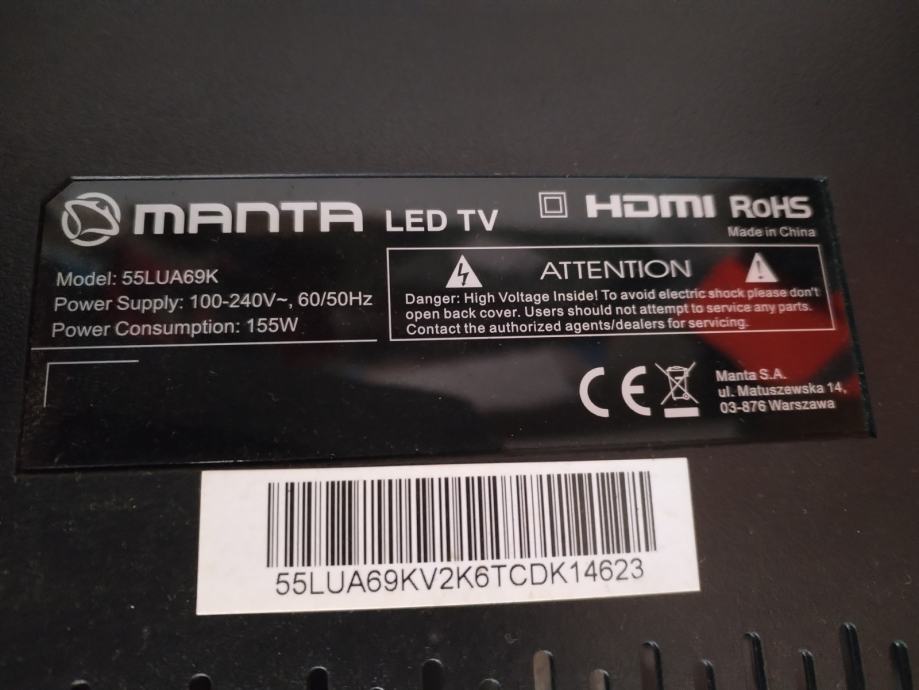 MANTA LED TV
HDMI RoHS
Made in China
Model: 55LUA69K
Power Supply: 100-240V~, 60/50Hz
Power Consumption: 155W
ATTENTION
Danger: High Voltage Inside! To avoid electric shock please don't
open back cover. Users should not attempt to service any parts.
Contact the authorized agents/dealers for servicing.
CE
Manta S.A.
ul. Matuszewska 14,
03-876 Warszawa
55LUA69KV2K6TCDK14623